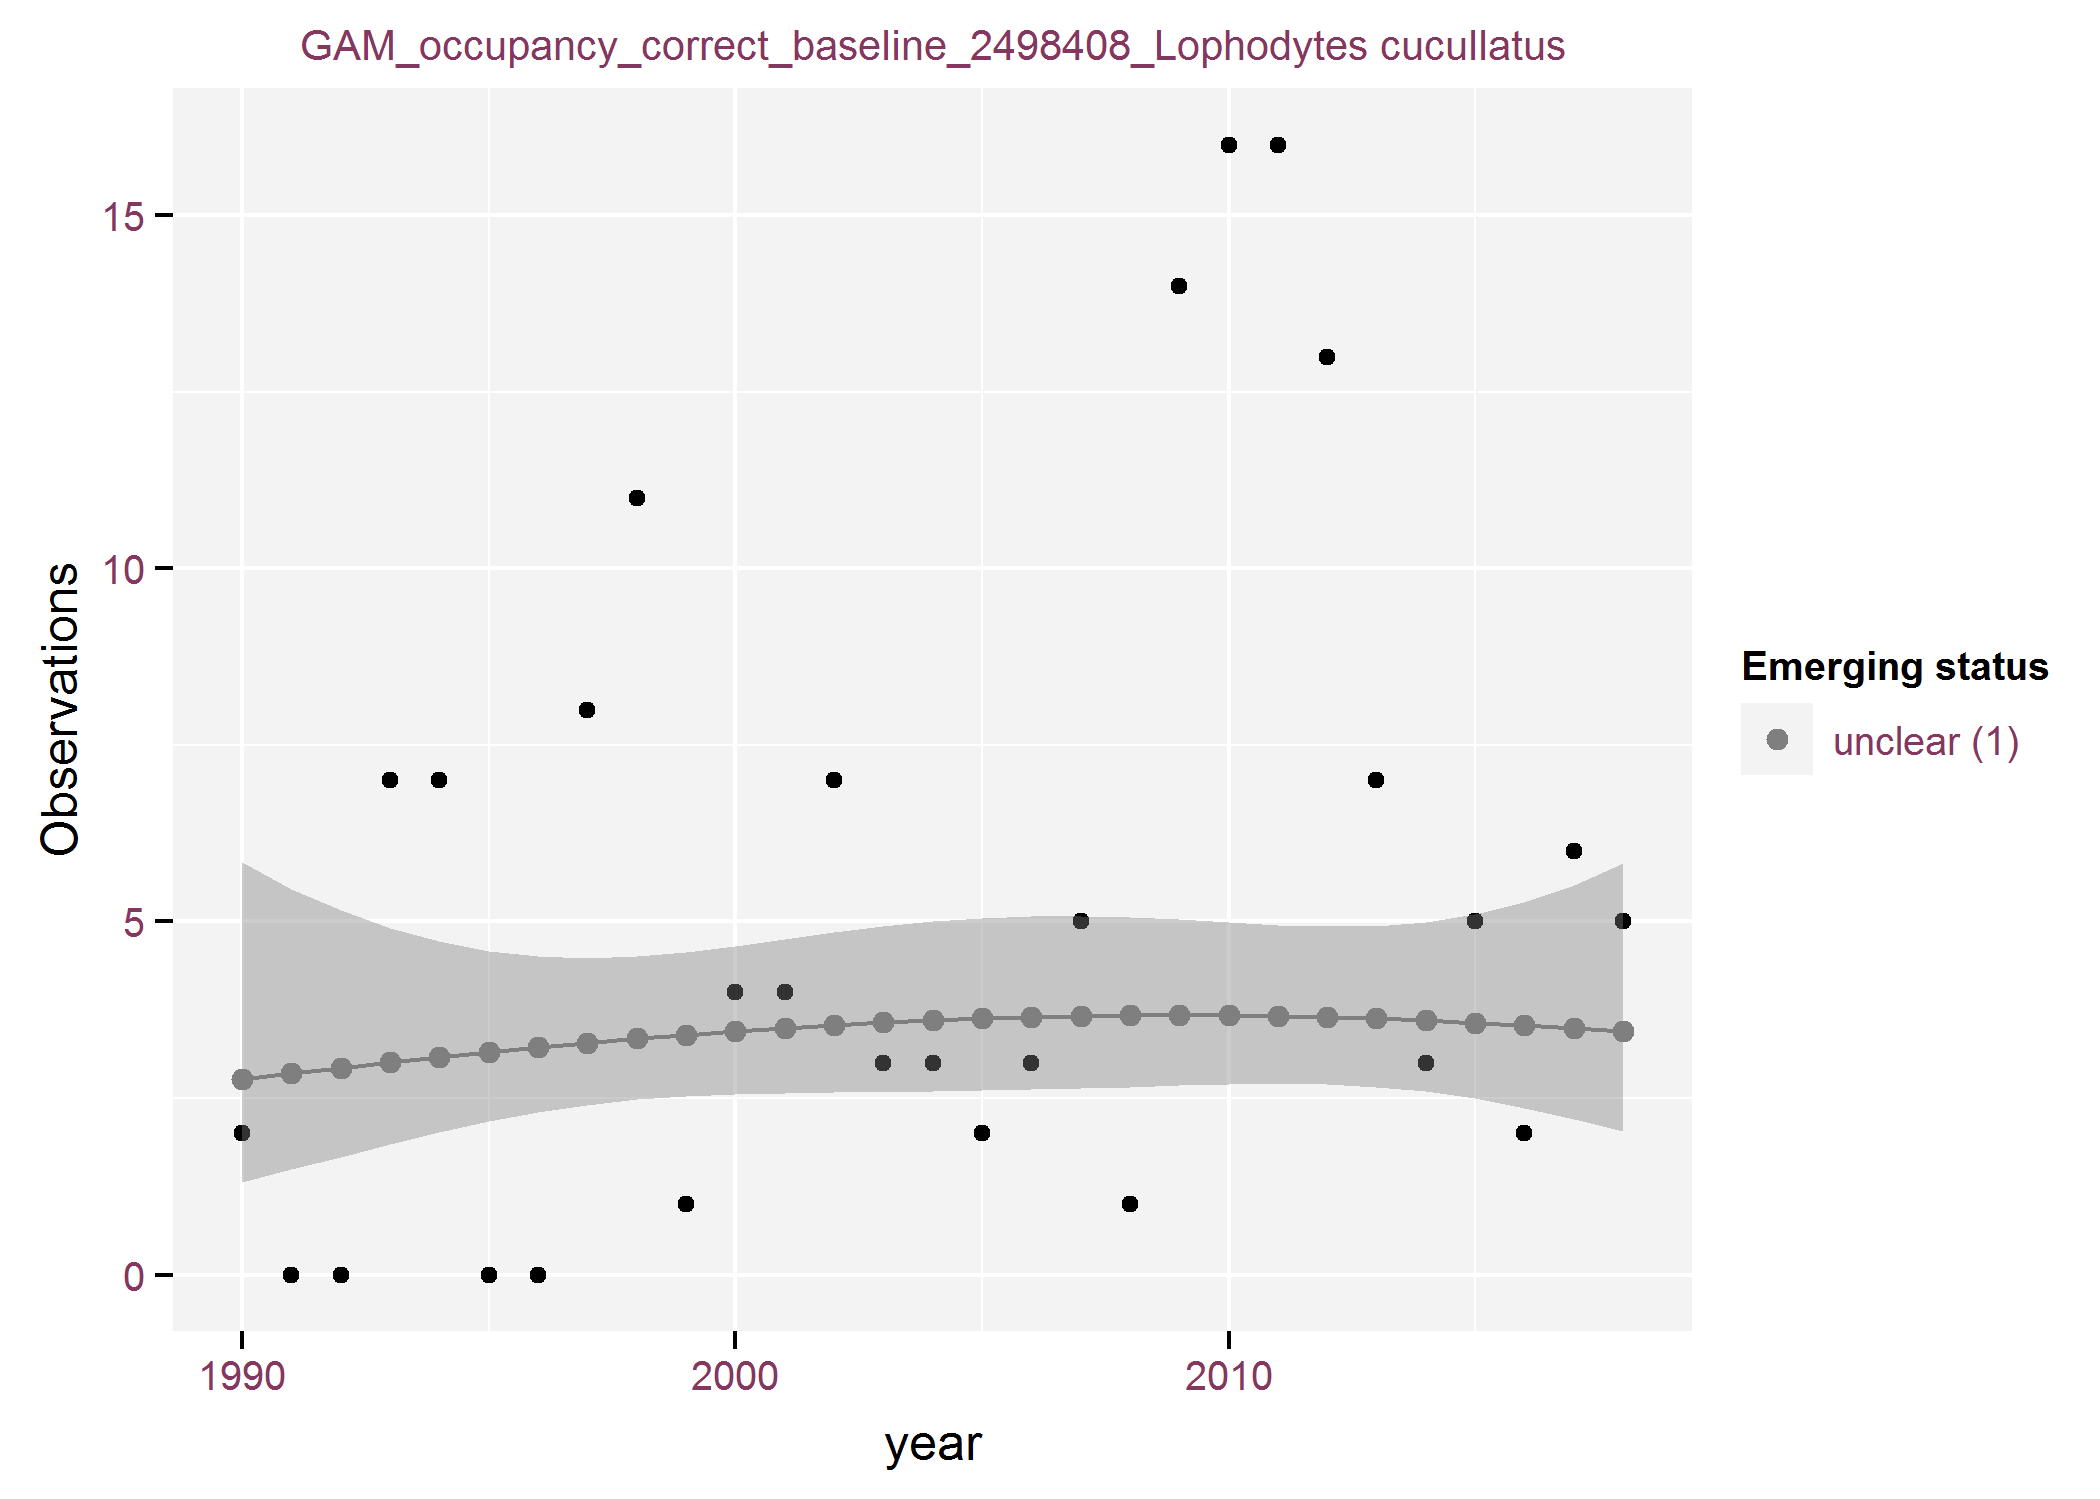 GAM_occupancy_correct_baseline_2498408_Lophodytes cucullatus
15
10
5
0
Observations
1990 2000 2010
year
Emerging status
unclear (1)